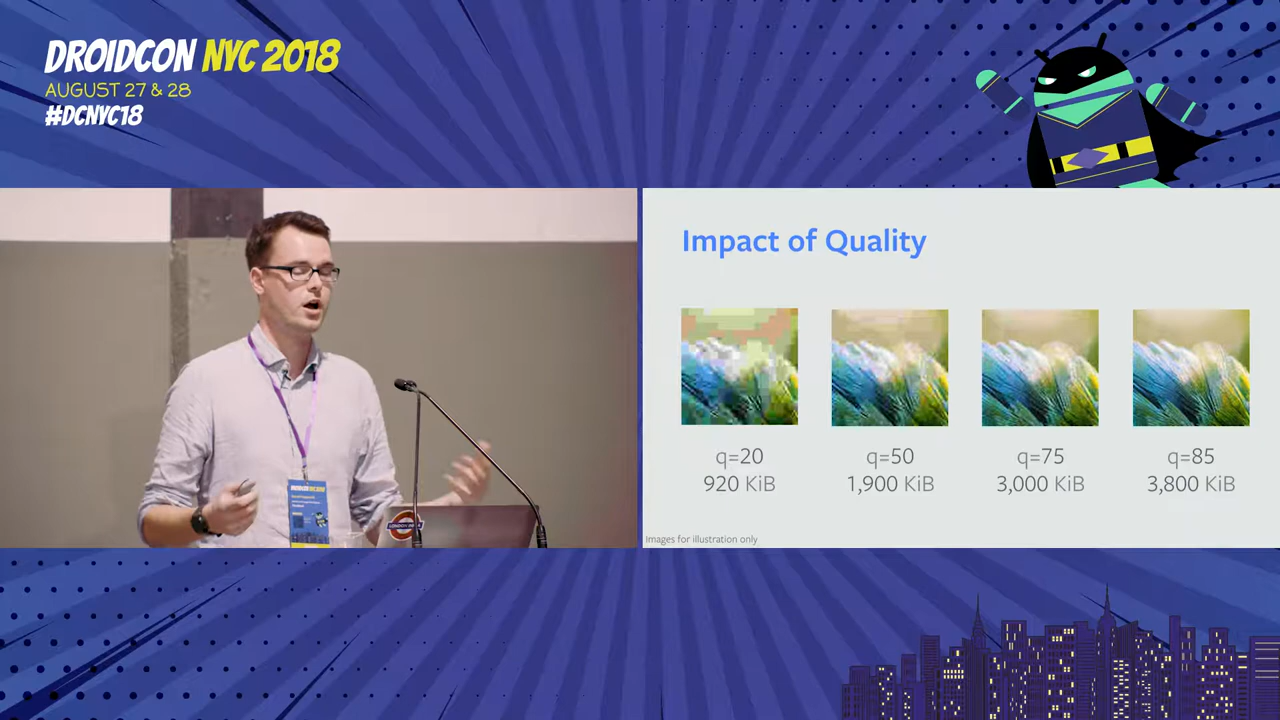 DROIDCON NYC 2018
AUGUST 27 & 28
#DCNYC18
Impact of Quality
q=20
920 KiB
q=50
1,900 KiB
q=75
3,000 KiB
q=85
3,800 KiB
Images for illustration only